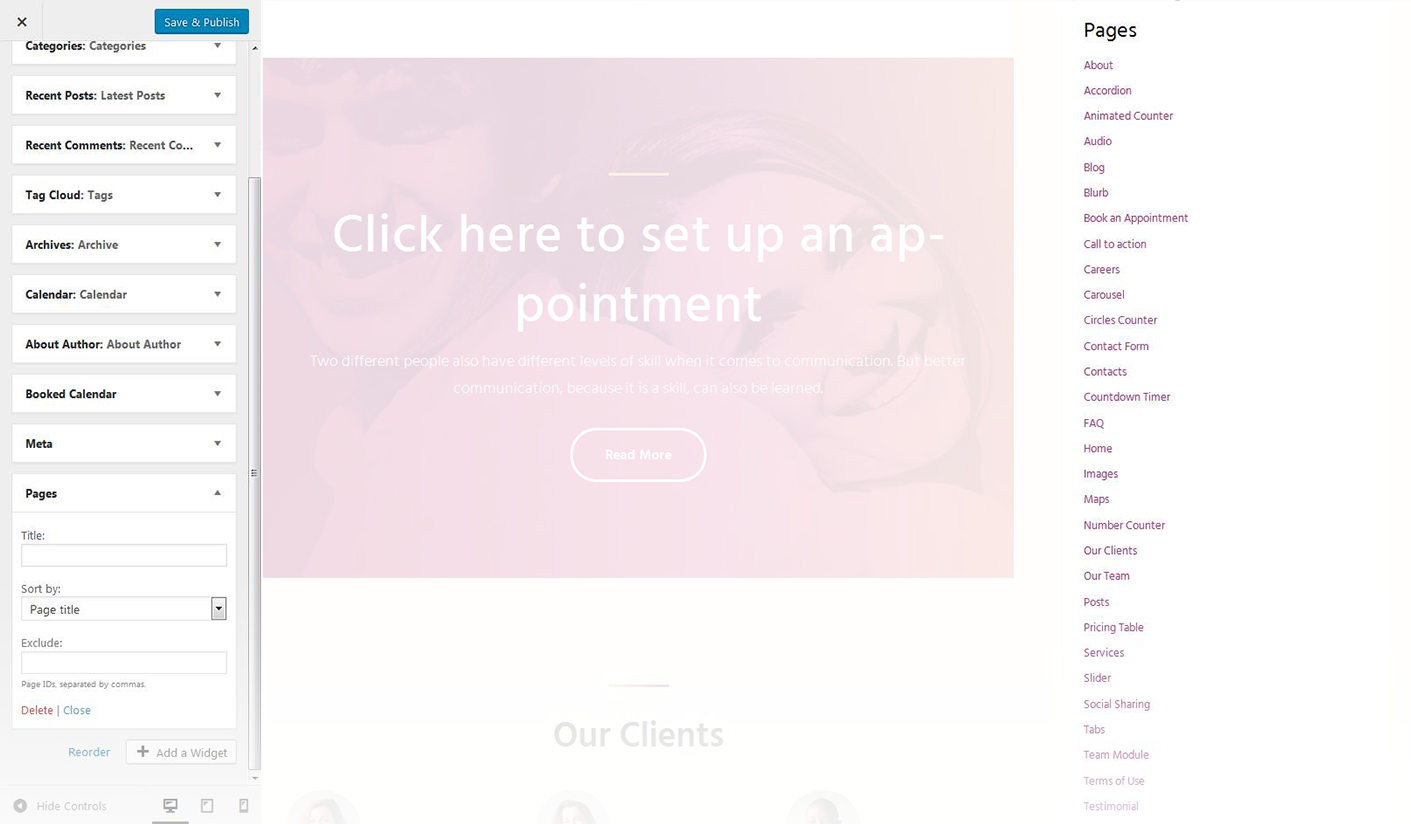 Save & Publish
Categories: Categories
Recent Posts: Latest Posts
Recent Comments: Recent Co...
Tag Cloud: Tags
Archives: Archive
Calendar: Calendar
About Author: About Author
Booked Calendar
Meta
Pages
Title:
Sort by:
Page title
Exclude:
Page IDs, separated by commas.
Delete | Close
Reorder
Add a Widget
Hide Controls
Click here to set up an ap-
pointment
Two different people also have different levels of skill when it comes to communication. But better
communication, because it is a skill, can also be learned.
Read More
Our Clients
Pages
About
Accordion
Animated Counter
Audio
Blog
Blurb
Book an Appointment
Call to action
Careers
Carousel
Circles Counter
Contact Form
Contacts
Countdown Timer
FAQ
Home
Images
Maps
Number Counter
Our Clients
Our Team
Posts
Pricing Table
Services
Slider
Social Sharing
Tabs
Team Module
Terms of Use
Testimonial